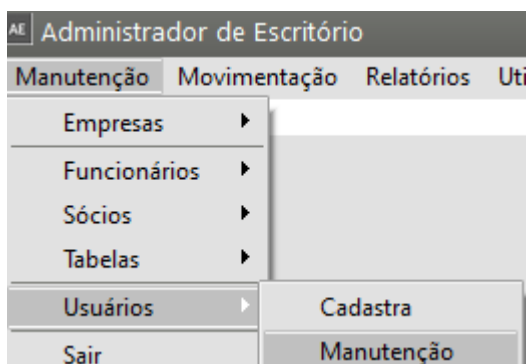 AE Administrador de Escritório
Manutenção Movimentação Relatórios
Empresas
Funcionários
Sócios
Tabelas
Usuários Cadastra
Sair Manutenção